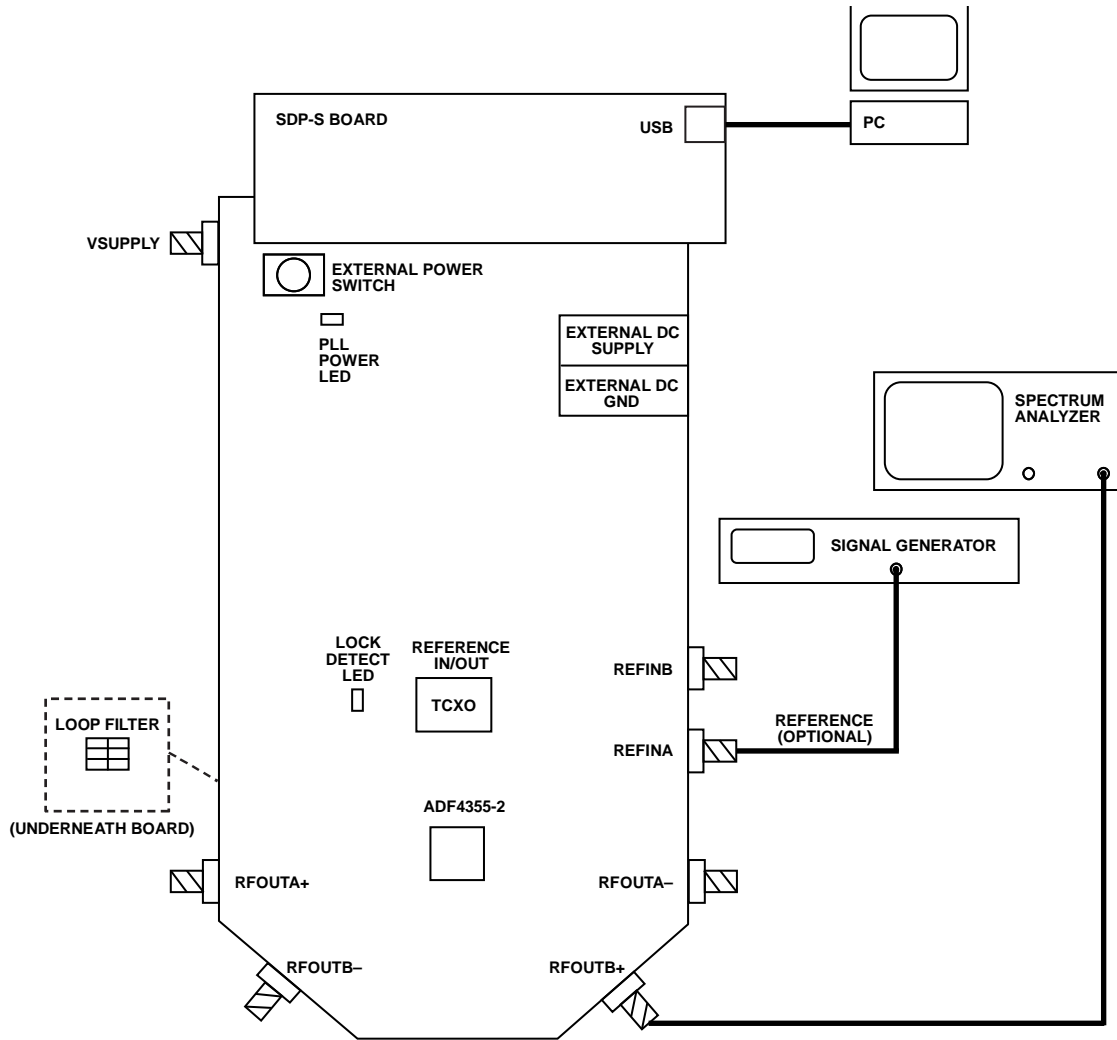 SDP-S BOARD
USB
PC
VSUPPLY
EXTERNAL POWER
SWITCH
PLL
POWER
LED
EXTERNAL DC
SUPPLY
EXTERNAL DC
GND
SPECTRUM
ANALYZER
SIGNAL GENERATOR
LOCK
DETECT
LED
REFERENCE
IN/OUT
TCXO
REFINB
REFERENCE
(OPTIONAL)
REFINA
LOOP FILTER
(UNDERNEATH BOARD)
ADF4355-2
RFOUTA+
RFOUTA–
RFOUTB–
RFOUTB+